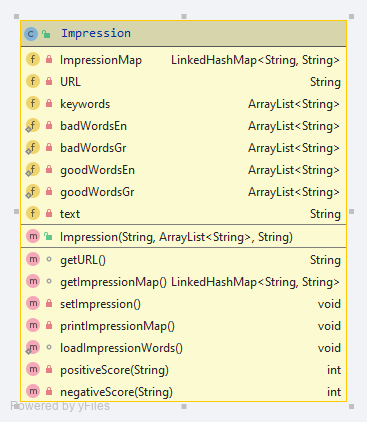 Impression
ImpressionMap LinkedHashMap<String, String>
URL String
keywords ArrayList<String>
badWordsEn ArrayList<String>
badWordsGr ArrayList<String>
goodWordsEn ArrayList<String>
goodWordsGr ArrayList<String>
text String
Impression(String, ArrayList<String>, String)
getURL() String
getImpressionMap() LinkedHashMap<String, String>
setImpression() void
printImpressionMap() void
loadImpressionWords() void
positiveScore(String) int
negativeScore(String) int
Powered by yFiles